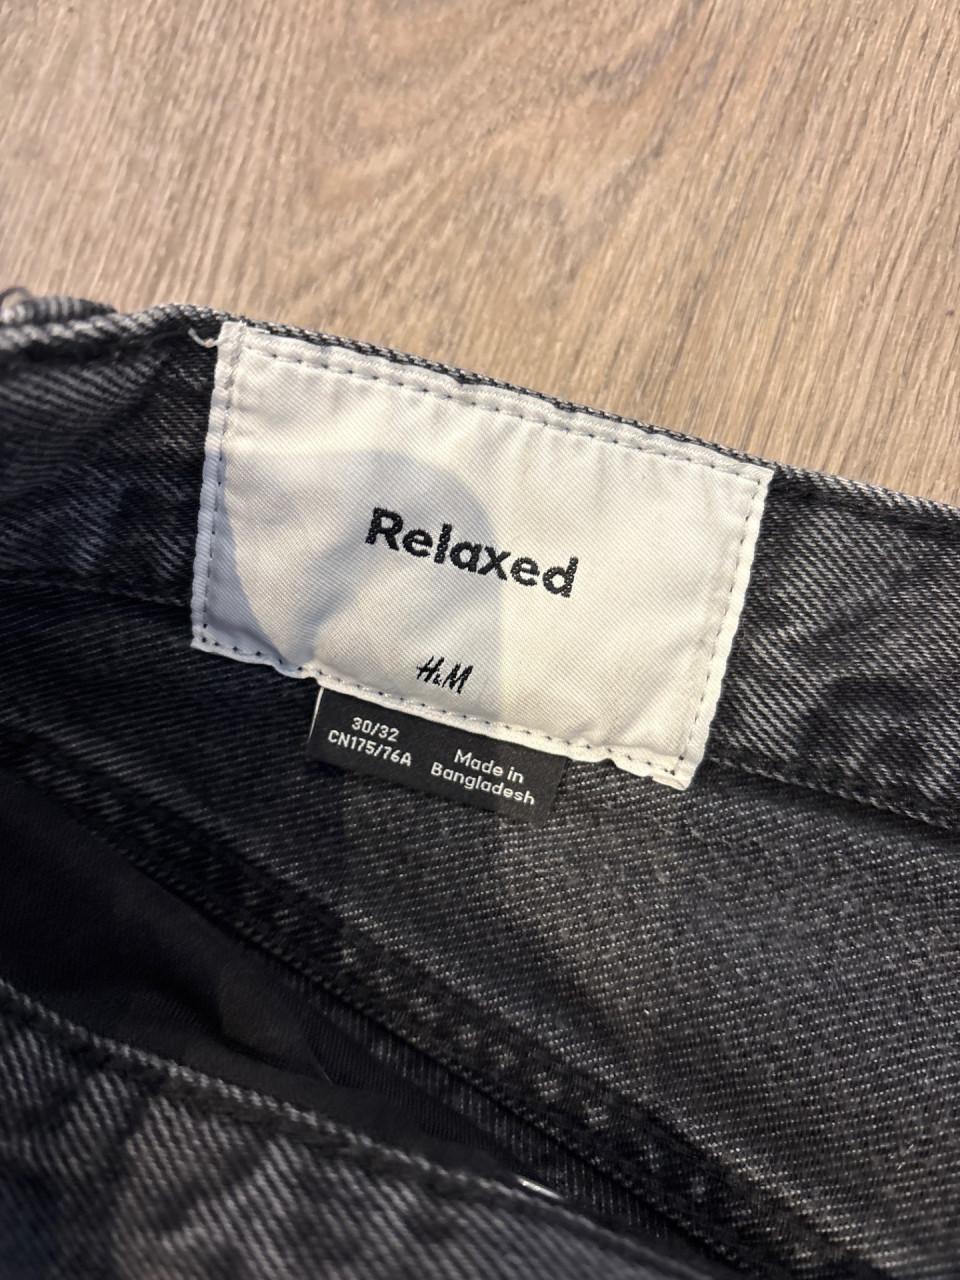 Relaxed
H&M
30/32
CN175/76A
Made in
Bangladesh